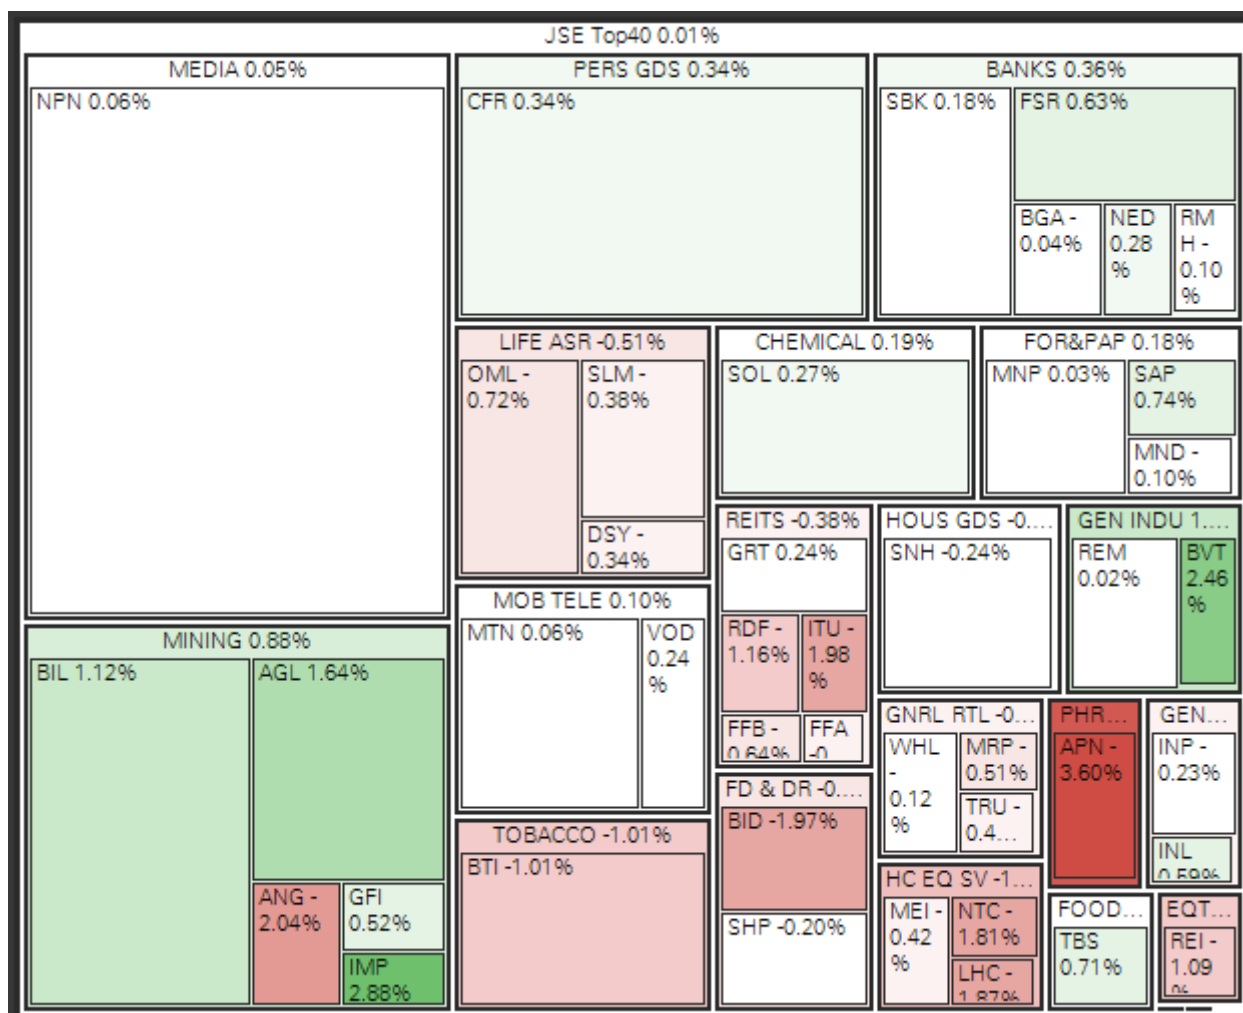 JSE Top40 0.01%
MEDIA 0.05%
NPN 0.06%
PERS GDS 0.34%
CFR 0.34%
BANKS 0.36%
SBK 0.18%
FSR 0.63%
BGA -
0.04%
NED
0.28
%
RM
H -
0.10
%
LIFE ASR -0.51%
OML -
0.72%
SLM -
0.38%
DSY -
0.34%
CHEMICAL 0.19%
SOL 0.27%
FOR&PAP 0.18%
MNP 0.03%
SAP
0.74%
MND -
0.10%
REITS -0.38%
GRT 0.24%
RDF -
1.16%
ITU -
1.98
%
FFB -
0.64%
FFA
-0
HOUS GDS -0....
SNH -0.24%
GEN INDU 1....
REM
0.02%
BVT
2.46
%
MOB TELE 0.10%
MTN 0.06%
VOD
0.24
%
MINING 0.88%
BIL 1.12%
AGL 1.64%
ANG -
2.04%
GFI
0.52%
IMP
2.88%
TOBACCO -1.01%
BTI -1.01%
FD & DR -0....
BID -1.97%
SHP -0.20%
GNRL RTL -0...
WHL
-
0.12
%
MRP -
0.51%
TRU -
0.4...
PHR...
APN -
3.60%
GEN...
INP -
0.23%
INL
0.59%
HC EQ SV -1...
MEI -
0.42
%
NTC -
1.81%
LHC -
1.87%
FOOD...
TBS
0.71%
EQT...
REI -
1.09
%